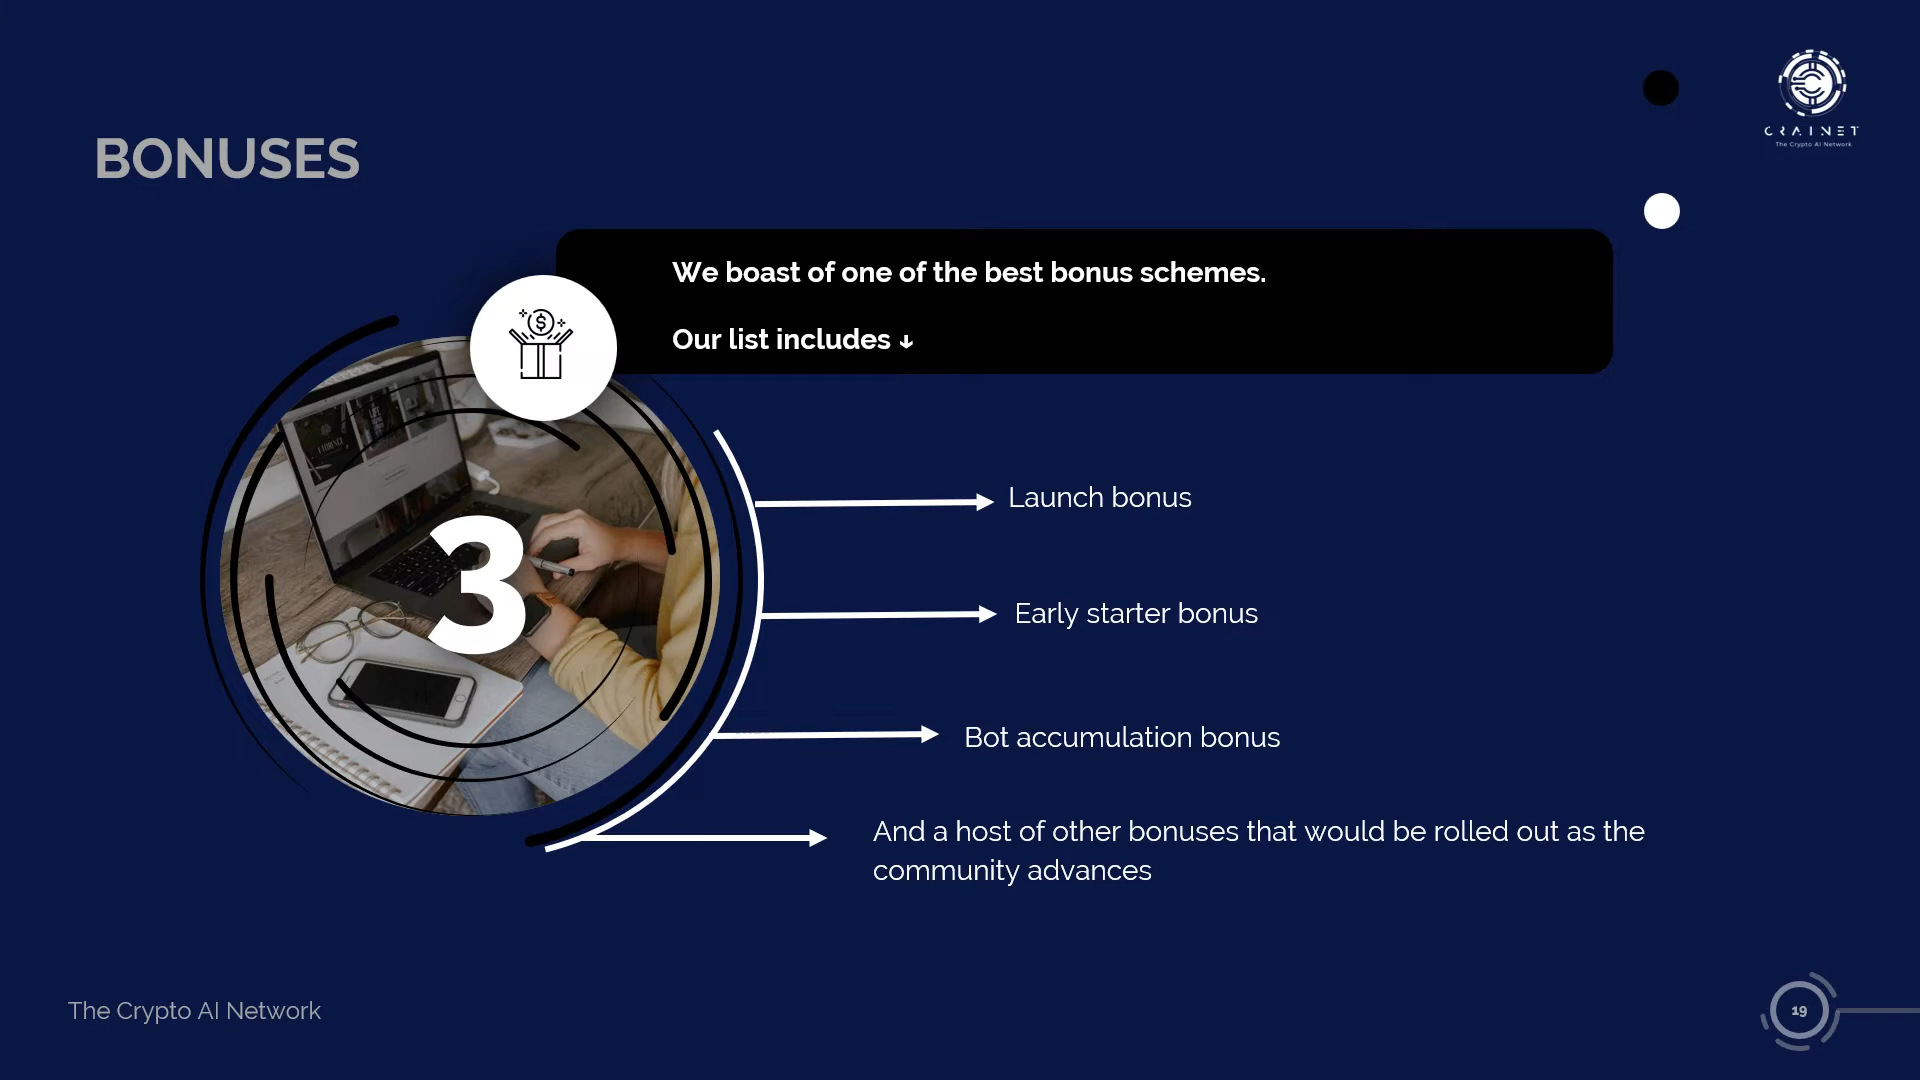 CRAINET
The Crypto AI Network
BONUSES
We boast of one of the best bonus schemes.
Our list includes ↓
3
Launch bonus
Early starter bonus
Bot accumulation bonus
And a host of other bonuses that would be rolled out as the
community advances
The Crypto AI Network
19